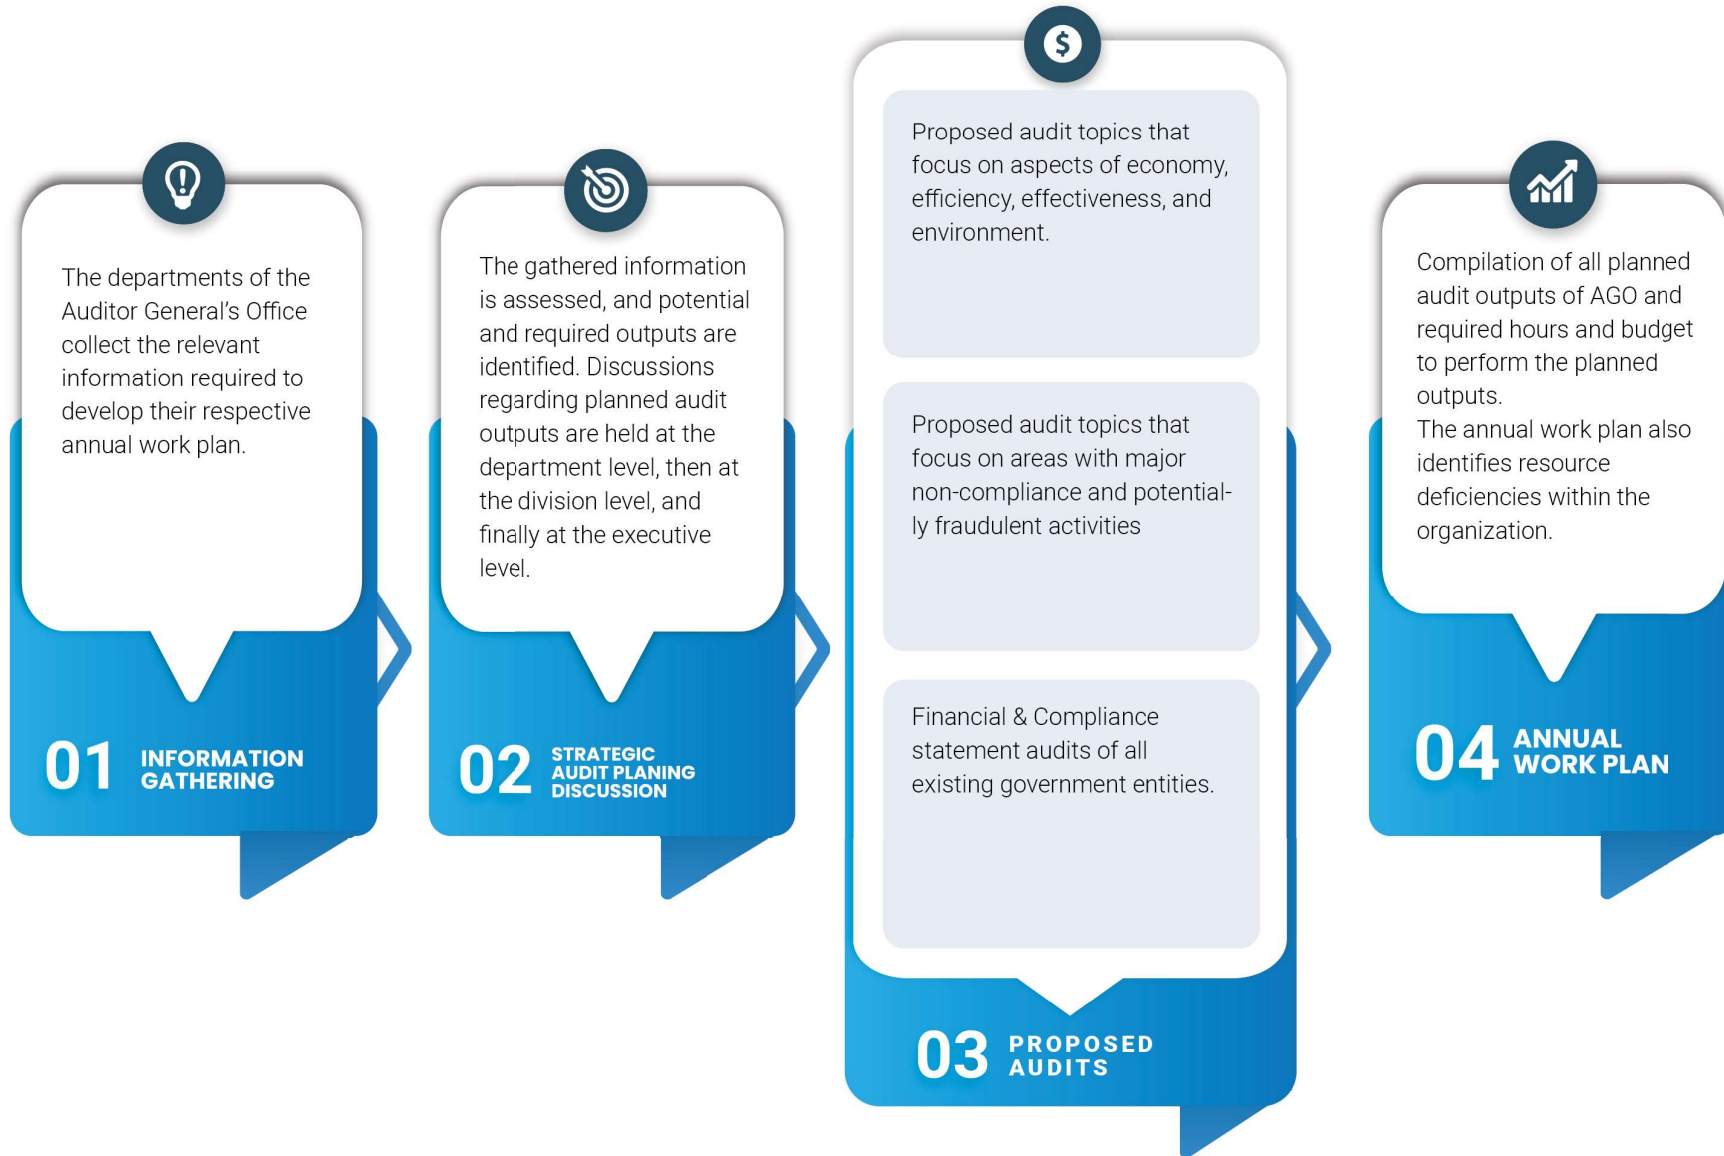 The departments of the
Auditor General’s Office
collect the relevant
information required to
develop their respective
annual work plan.
01
INFORMATION
GATHERING
The gathered information
is assessed, and potential
and required outputs are
identified. Discussions
regarding planned audit
outputs are held at the
department level, then at
the division level, and
finally at the executive
level.
02
STRATEGIC
AUDIT PLANING
DISCUSSION
$
Proposed audit topics that
focus on aspects of economy,
efficiency, effectiveness, and
environment.
Proposed audit topics that
focus on areas with major
non-compliance and potential-
ly fraudulent activities
Financial & Compliance
statement audits of all
existing government entities.
03
PROPOSED
AUDITS
Compilation of all planned
audit outputs of AGO and
required hours and budget
to perform the planned
outputs.
The annual work plan also
identifies resource
deficiencies within the
organization.
04
ANNUAL
WORK PLAN